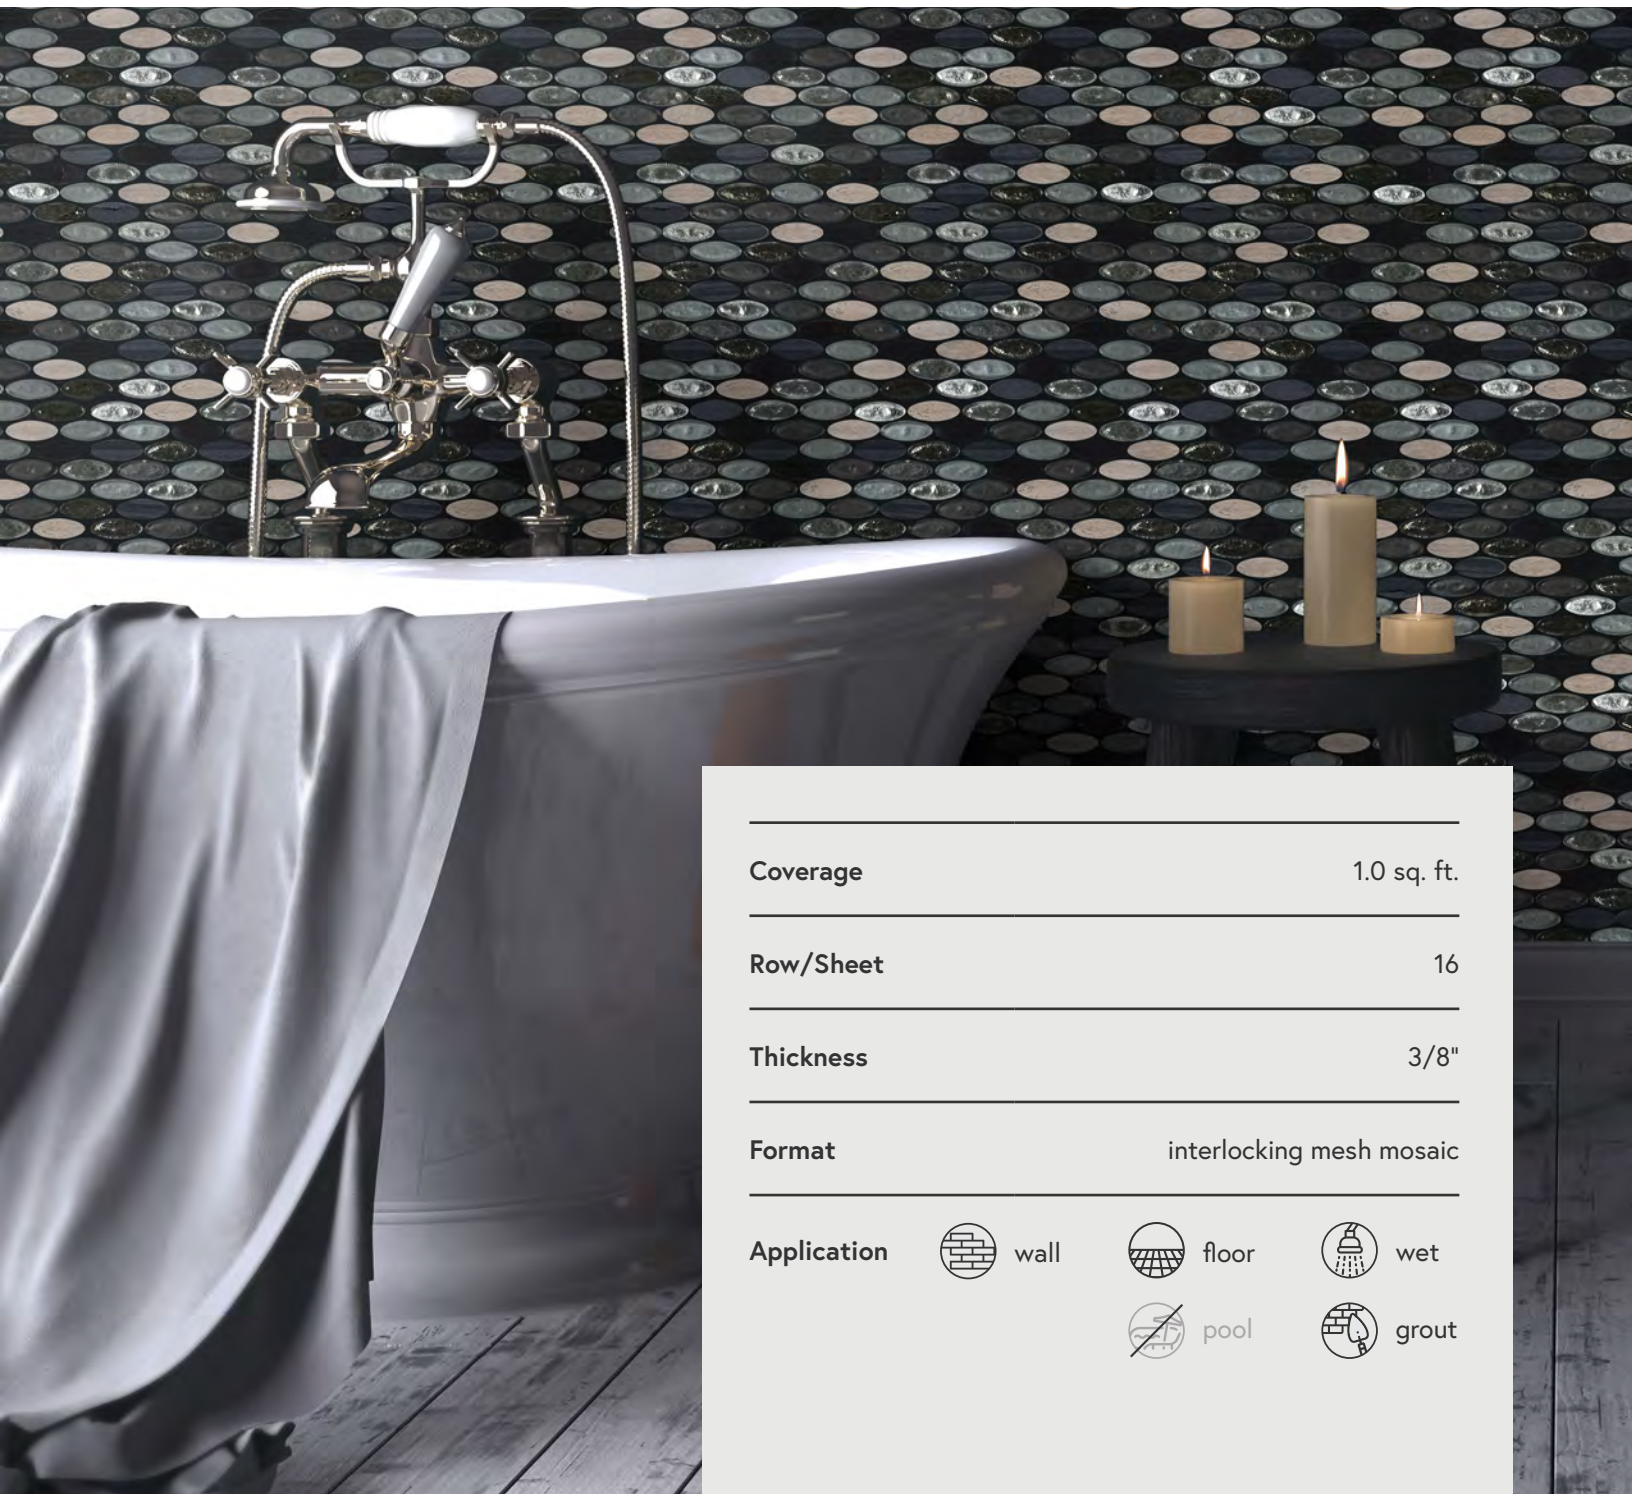 Coverage 1.0 sq. ft.
Row/Sheet 16
Thickness 3/8"
Format interlocking mesh mosaic
Application wall floor wet
pool grout